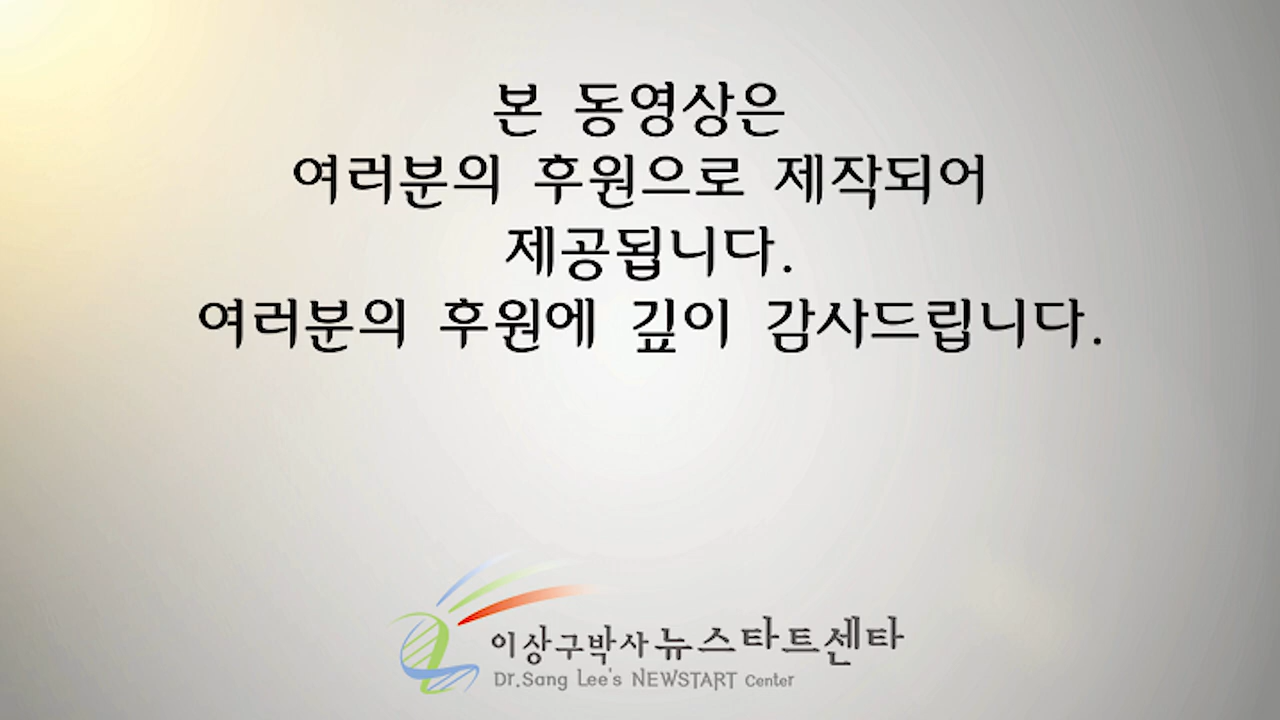 본 동영상은
여러분의 후원으로 제작되어
제공됩니다.
여러분의 후원에 깊이 감사드립니다.
이상구박사 뉴스타트센타
Dr.Sang Lee's NEWSTART Center